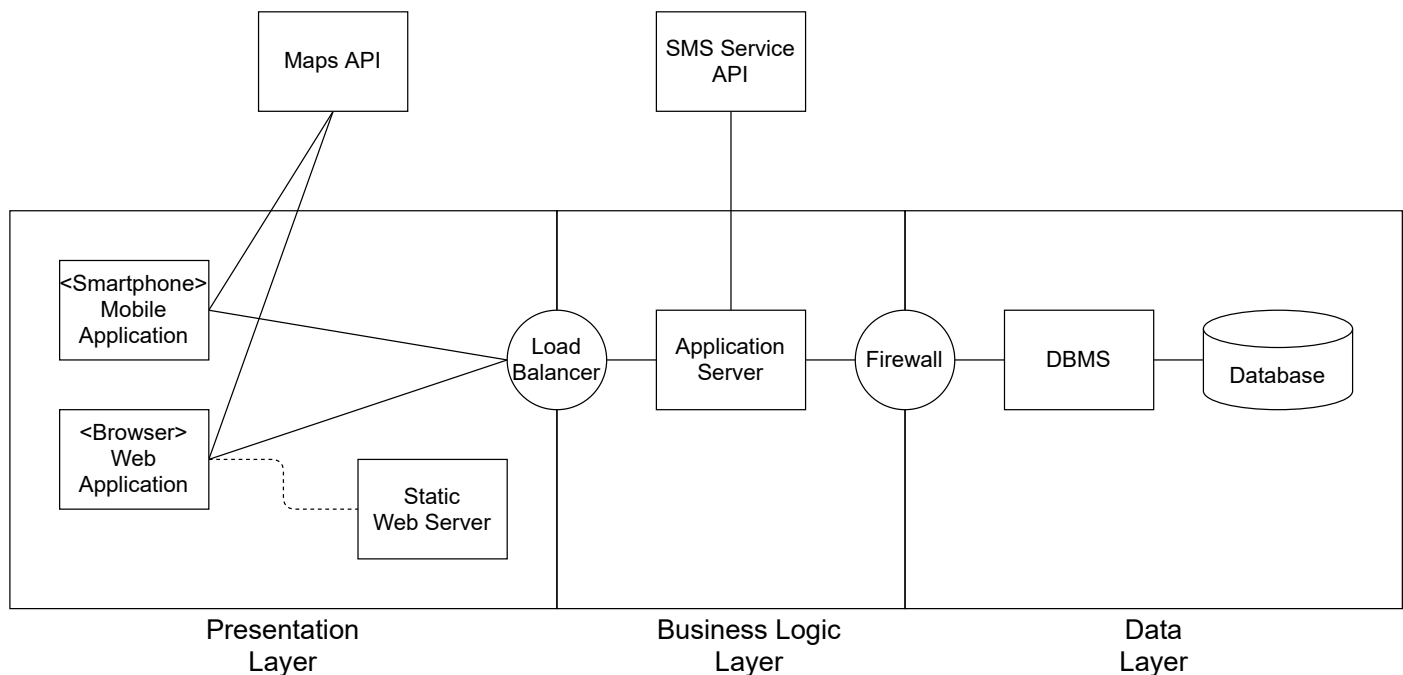 Maps API
SMS Service
API
<Smartphone>
Mobile
Application
Load
Balancer
Application
Server
Firewall
DBMS
Database
<Browser>
Web
Application
Static
Web Server
Presentation
Layer
Business Logic
Layer
Data
Layer